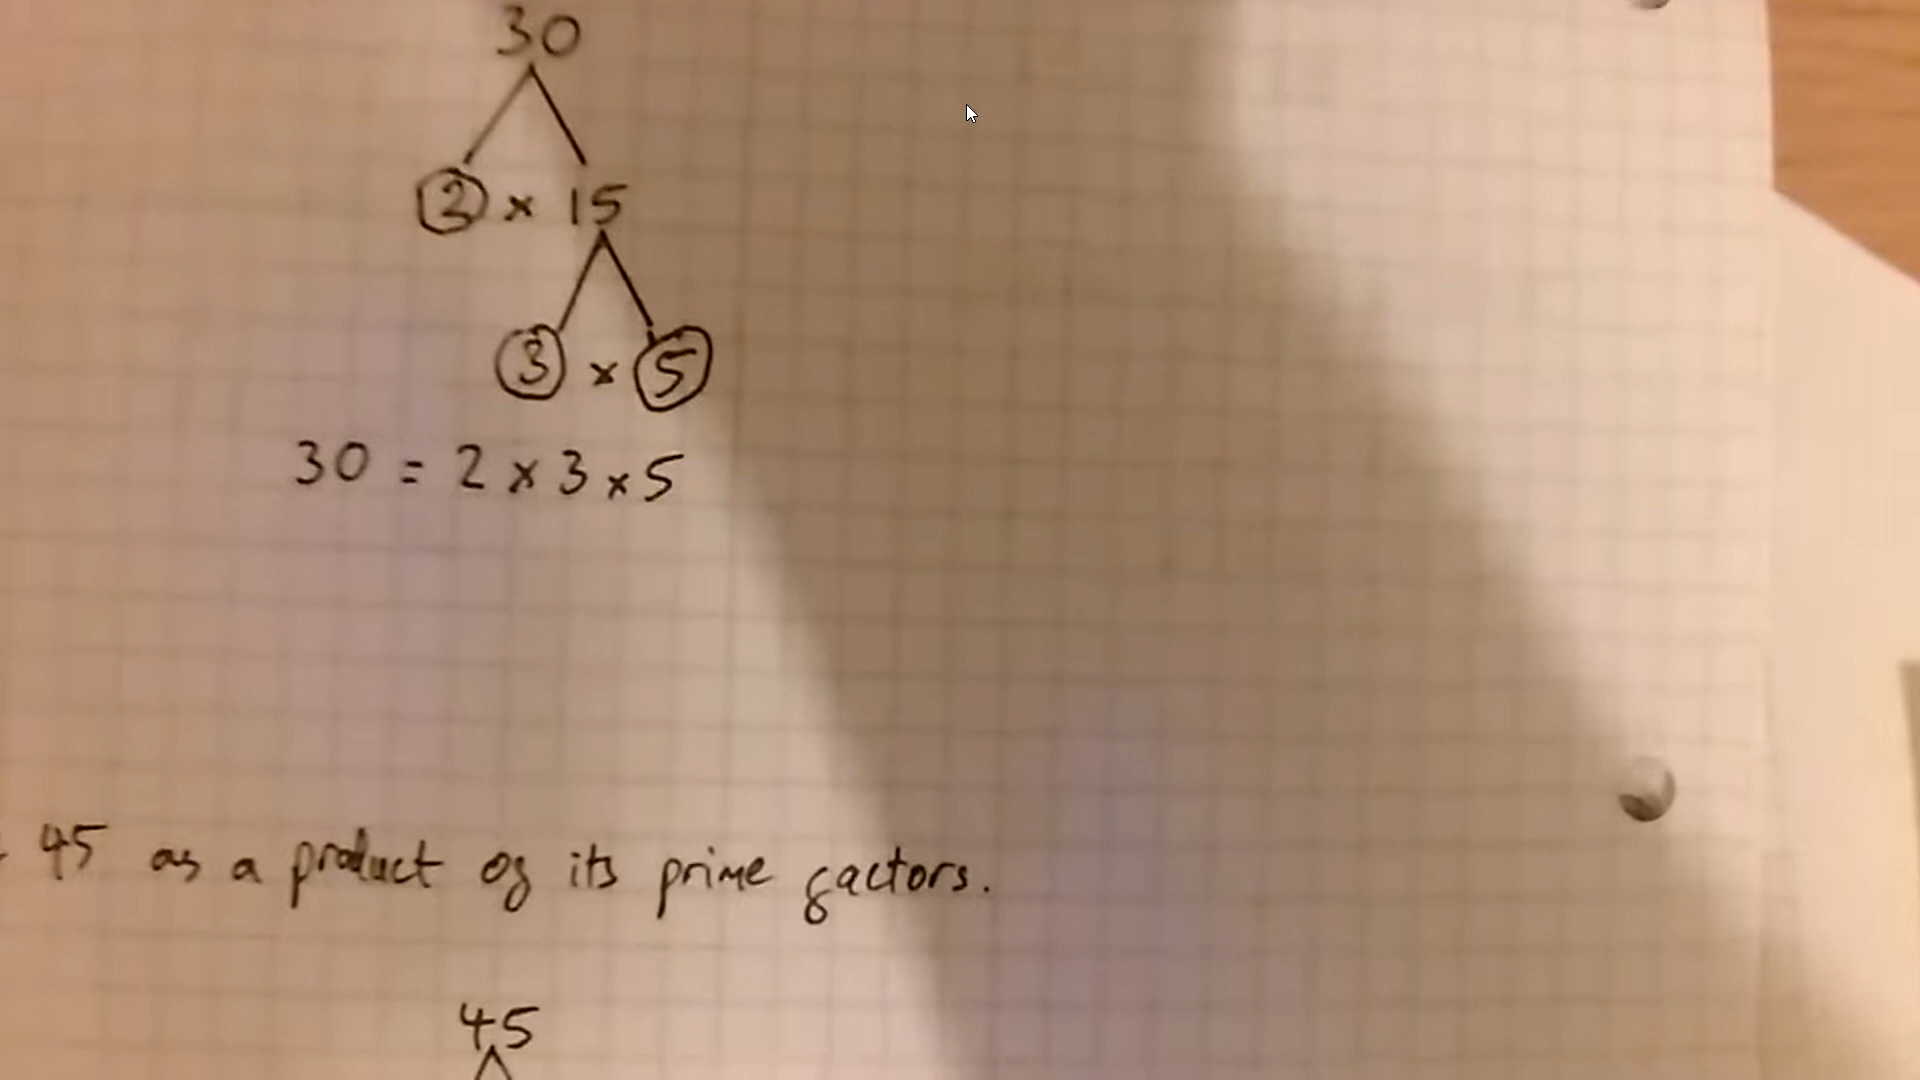 30
2 × 15
3 × 5
30 = 2 × 3 × 5
45 as a product of its prime factors.
45